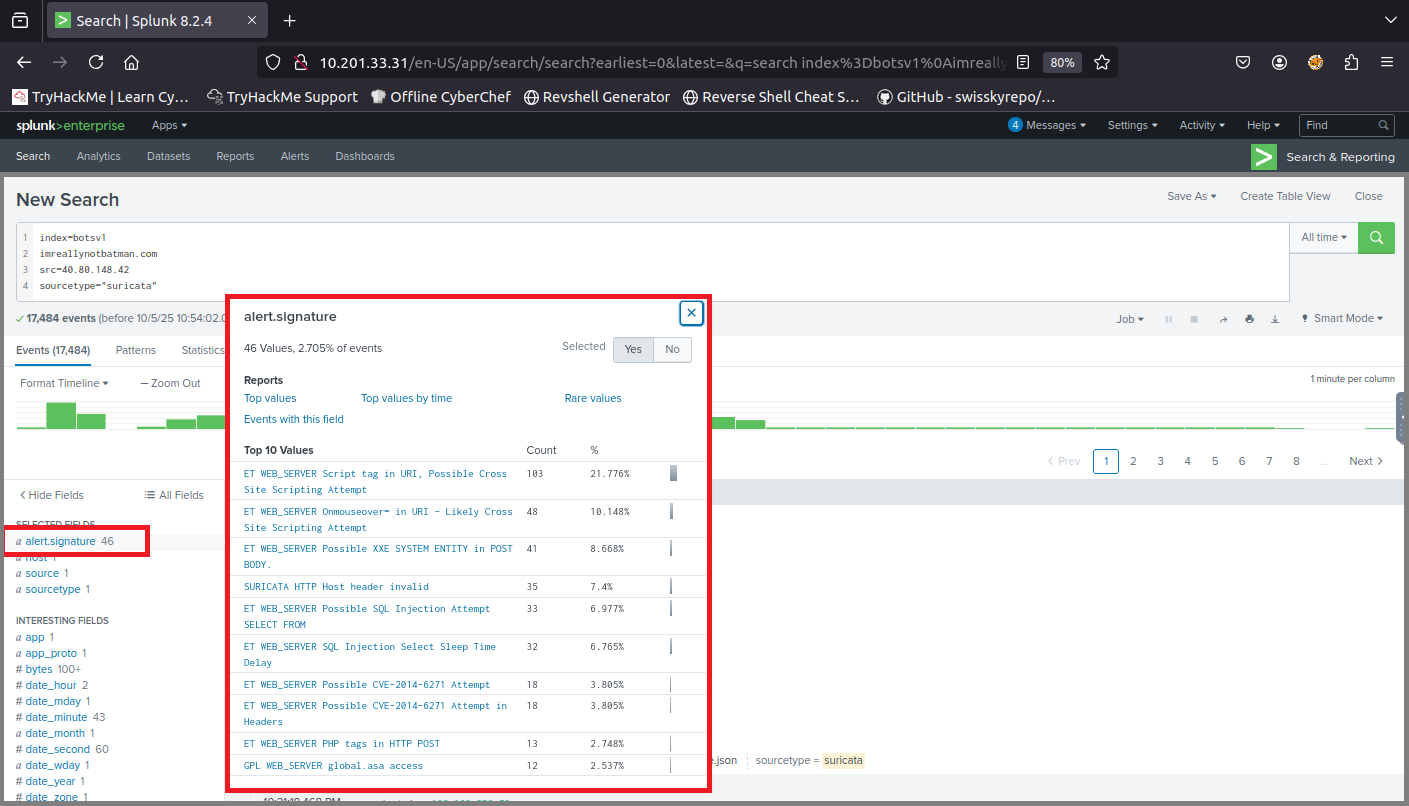 Search | Splunk 8.2.4
10.201.33.31/en-US/app/search/search?earliest=0&latest=&q=search index%3Dbotsv1%0Aimreally
80%
TryHackMe | Learn Cy…
TryHackMe Support
Offline CyberChef
Revshell Generator
Reverse Shell Cheat S…
GitHub - swisskyrepo/…
splunk>enterprise
Apps
4 Messages
Settings
Activity
Help
Find
Search
Analytics
Datasets
Reports
Alerts
Dashboards
Search & Reporting
New Search
Save As
Create Table View
Close
1 index=botsv1
2 imreallynotbatman.com
3 src=40.80.148.42
4 sourcetype="suricata"
All time
17,484 events (before 10/5/25 10:54:02.0
Job
Smart Mode
Events (17,484)
Patterns
Statistics
Format Timeline
— Zoom Out
1 minute per column
< Prev
1 2 3 4 5 6 7 8 ... Next >
< Hide Fields
All Fields
SELECTED FIELDS
a alert.signature 46
a host 1
a source 1
a sourcetype 1
INTERESTING FIELDS
a app 1
a app_proto 1
# bytes 100+
# date_hour 2
# date_mday 1
# date_minute 43
a date_month 1
# date_second 60
a date_wday 1
# date_year 1
# date_zone 1
alert.signature
46 Values, 2.705% of events
Selected
Yes
No
Reports
Top values
Top values by time
Rare values
Events with this field
Top 10 Values Count %
ET WEB_SERVER Script tag in URI, Possible Cross 103 21.776%
Site Scripting Attempt
ET WEB_SERVER Onmouseover= in URI - Likely Cross 48 10.148%
Site Scripting Attempt
ET WEB_SERVER Possible XXE SYSTEM ENTITY in POST 41 8.668%
BODY.
SURICATA HTTP Host header invalid 35 7.4%
ET WEB_SERVER Possible SQL Injection Attempt 33 6.977%
SELECT FROM
ET WEB_SERVER SQL Injection Select Sleep Time 32 6.765%
Delay
ET WEB_SERVER Possible CVE-2014-6271 Attempt 18 3.805%
ET WEB_SERVER Possible CVE-2014-6271 Attempt in 18 3.805%
Headers
ET WEB_SERVER PHP tags in HTTP POST 13 2.748%
GPL WEB_SERVER global.asa access 12 2.537%
e.json
sourcetype = suricata